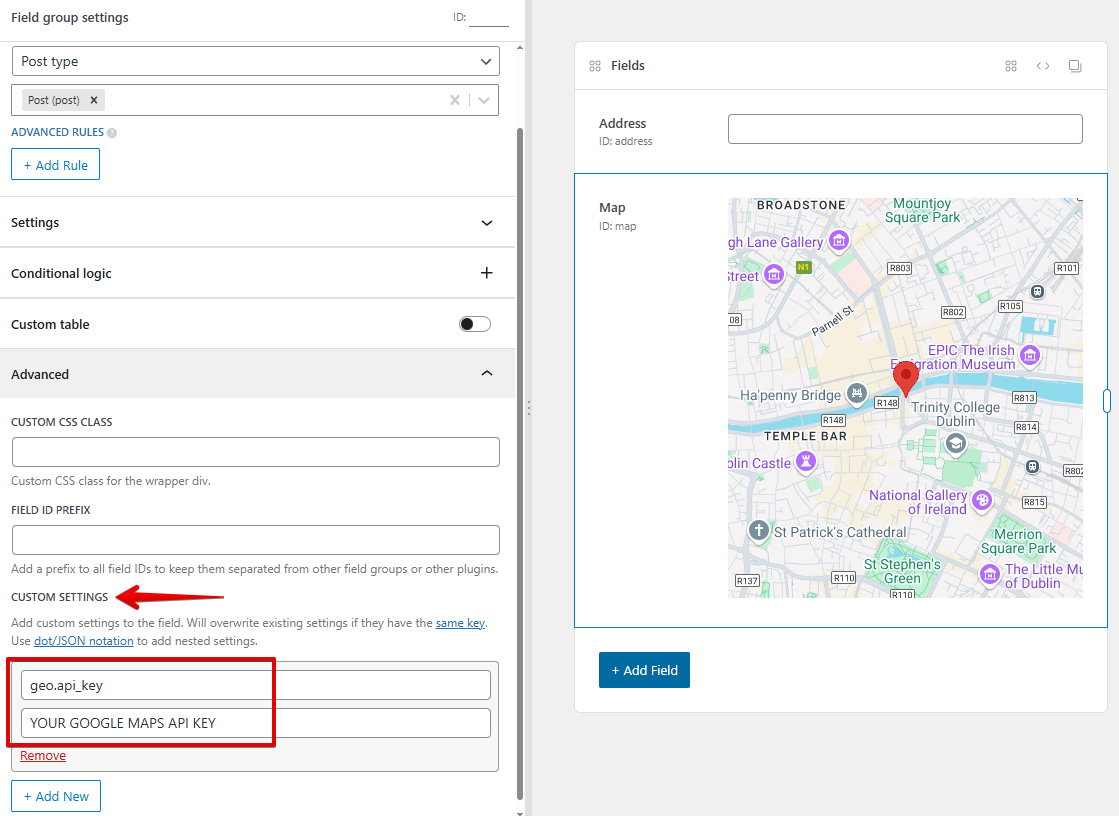 Field group settings
ID:
Post type
Post (post)
ADVANCED RULES
+ Add Rule
Settings
Conditional logic
Custom table
Advanced
CUSTOM CSS CLASS
Custom CSS class for the wrapper div.
FIELD ID PREFIX
Add a prefix to all field IDs to keep them separated from other field groups or other plugins.
CUSTOM SETTINGS
Add custom settings to the field. Will overwrite existing settings if they have the same key.
Use dot/JSON notation to add nested settings.
geo.api_key
YOUR GOOGLE MAPS API KEY
Remove
+ Add New
Fields
Address
ID: address
Map
ID: map
BROADSTONE
Mountjoy
Square Park
gh Lane Gallery
Street
N1
R803
R101
R105
R802
08
Parnell St
EPIC The Irish
Emigration Museum
Ha'penny Bridge
R148
R813
Trinity College
Dublin
R148
R814
TEMPLE BAR
blin Castle
R802
National Gallery
of Ireland
R815
St Patrick's Cathedral
Merrion
Square Park
St Stephen's
Green
The Little Mu
of Dublin
R137
R110
R110
+ Add Field